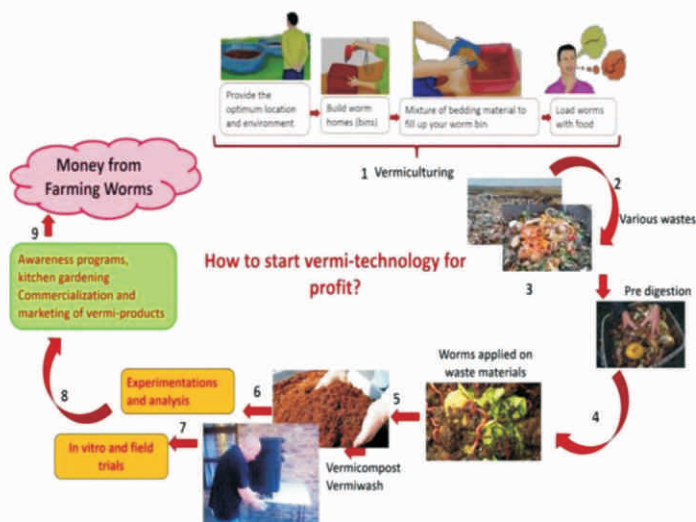 Provide the
optimum location
and environment
Build worm
homes (bins)
Mixture of bedding material to
fill up your worm bin
Load worms
with food
1 Vermiculturing
2
Various wastes
3
Pre digestion
4
Worms applied on
waste materials
5
Vermicompost
Vermiwash
6
Experimentations
and analysis
7
In vitro and field
trials
8
Awareness programs,
kitchen gardening
Commercialization and
marketing of vermi-products
9
Money from
Farming Worms
How to start vermi-technology for
profit?